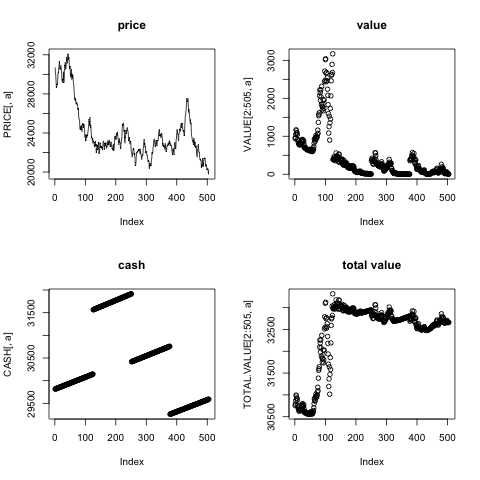 price
PRICE[, a]
20000 22000 24000 26000 28000 32000
0 100 200 300 400 500
Index
value
VALUE[2:505, a]
0 1000 2000 3000
0 100 200 300 400 500
Index
cash
CASH[, a]
29500 30500 31500
0 100 200 300 400 500
Index
total value
TOTAL.VALUE[2:505, a]
30500 31500 32500
0 100 200 300 400 500
Index